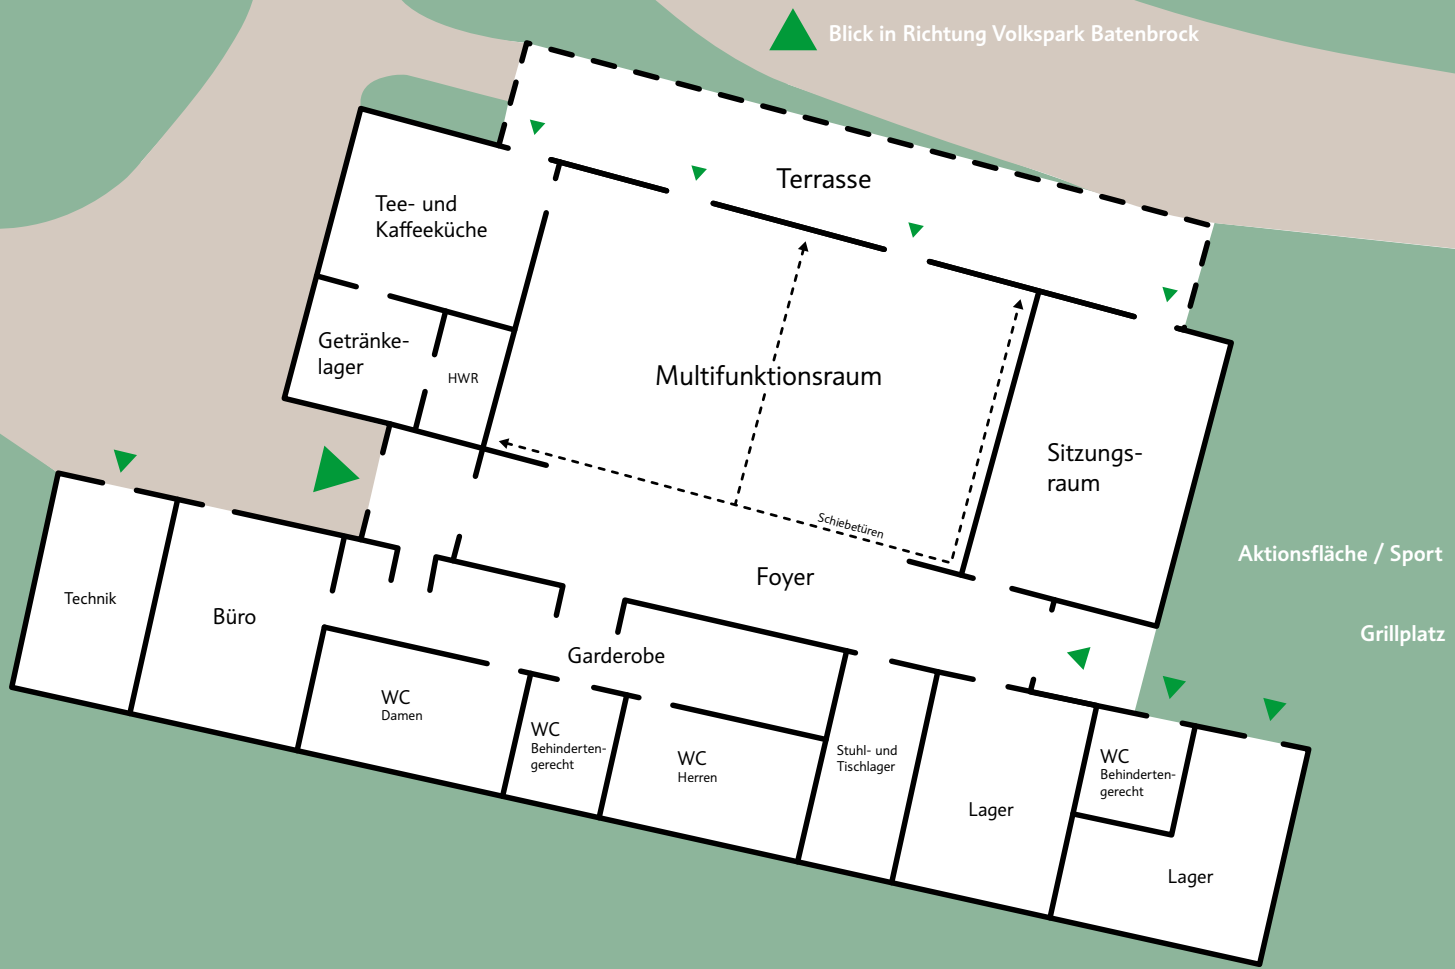 Blick in Richtung Volkspark Batenbrock
Terrasse
Tee- und
Kaffeeküche
Getränke-
lager
HWR
Multifunktionsraum
Sitzungs-
raum
Schiebetüren
Foyer
Aktionsfläche / Sport
Grillplatz
Technik
Büro
Garderobe
WC
Damen
WC
Behinderten-
gerecht
WC
Herren
Stuhl- und
Tischlager
Lager
WC
Behinderten-
gerecht
Lager